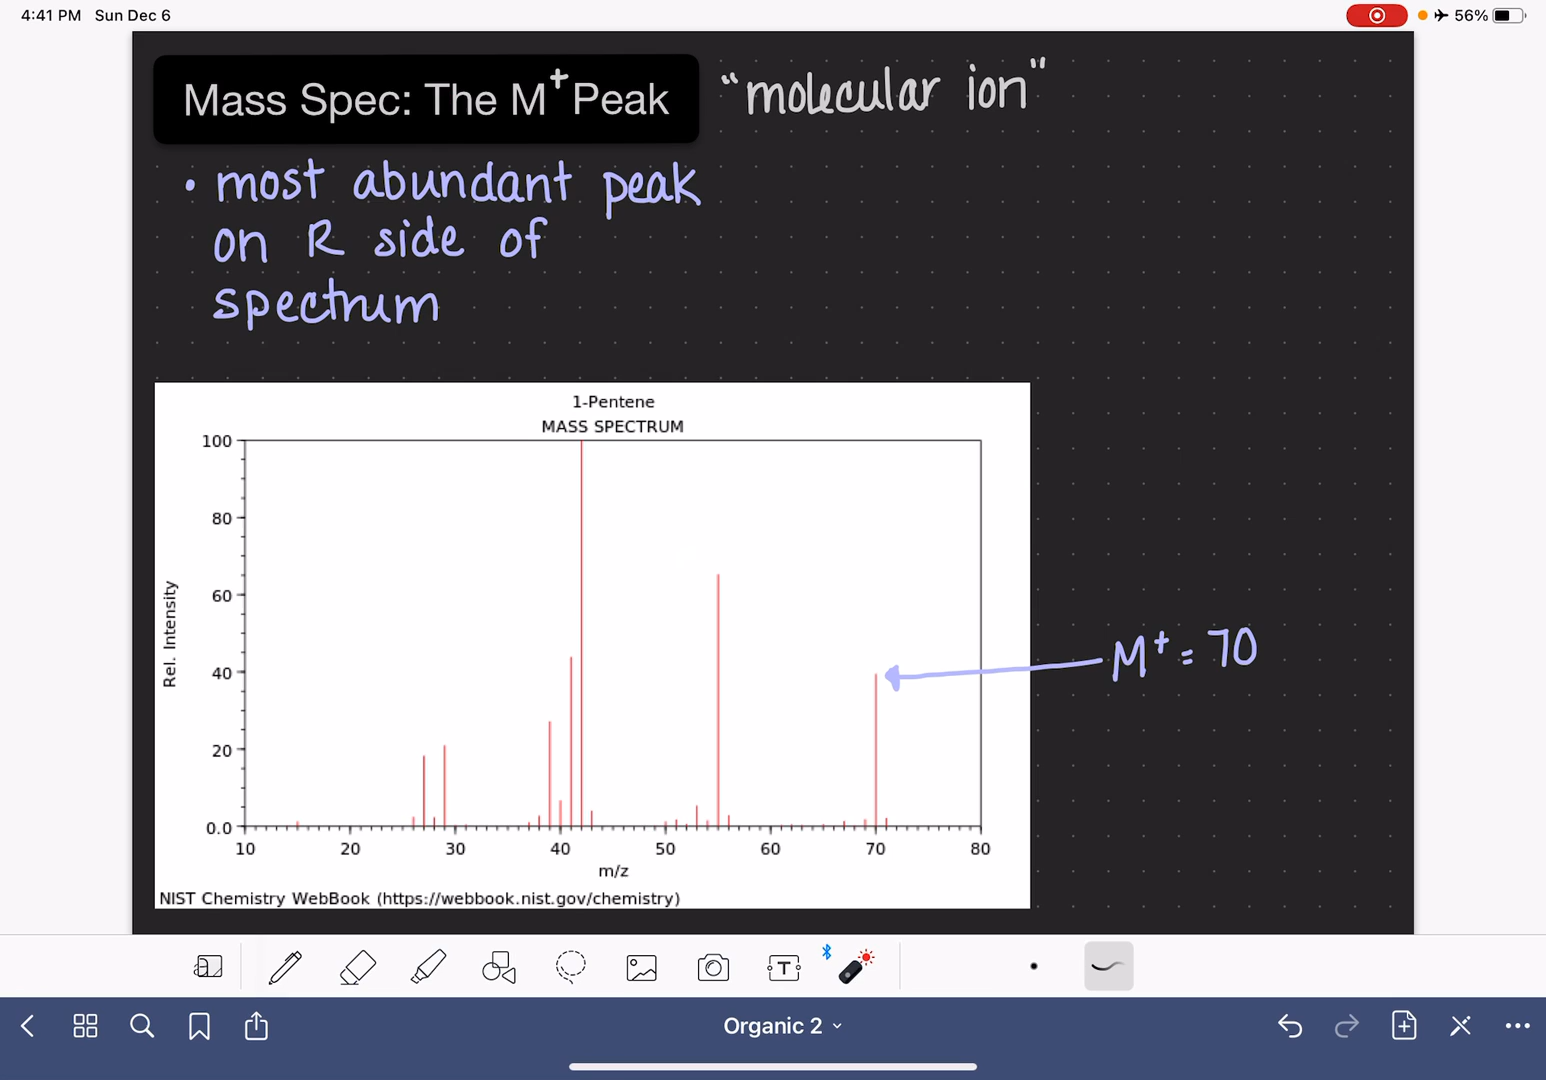 4:41 PM Sun Dec 6
56%
Mass Spec: The M⁺ Peak "molecular ion"
• most abundant peak
on R side of
spectrum
1-Pentene
MASS SPECTRUM
100
80
60
40
20
0.0
Rel. Intensity
10 20 30 40 50 60 70 80
m/z
NIST Chemistry WebBook (https://webbook.nist.gov/chemistry)
M⁺ = 70
a
T
Organic 2